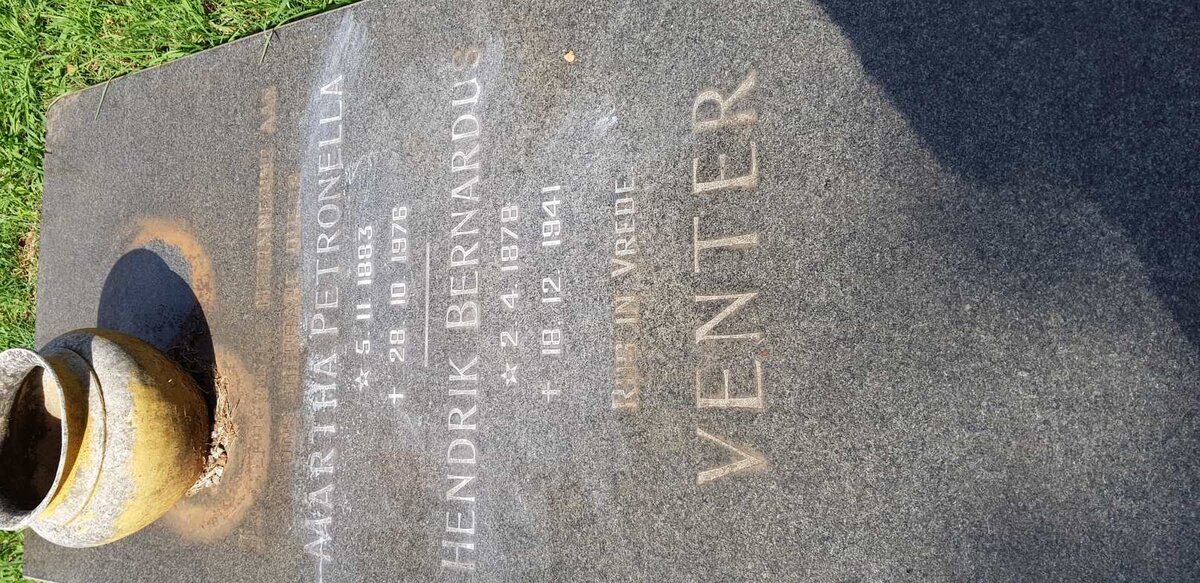 MARTHA PETRONELLA
☆ 5. 11 1883
† 28 10 1976
HENDRIK BERNARDUS
☆ 2. 4. 1878
† 18. 12 1941
RUS IN VREDE.
VENTER